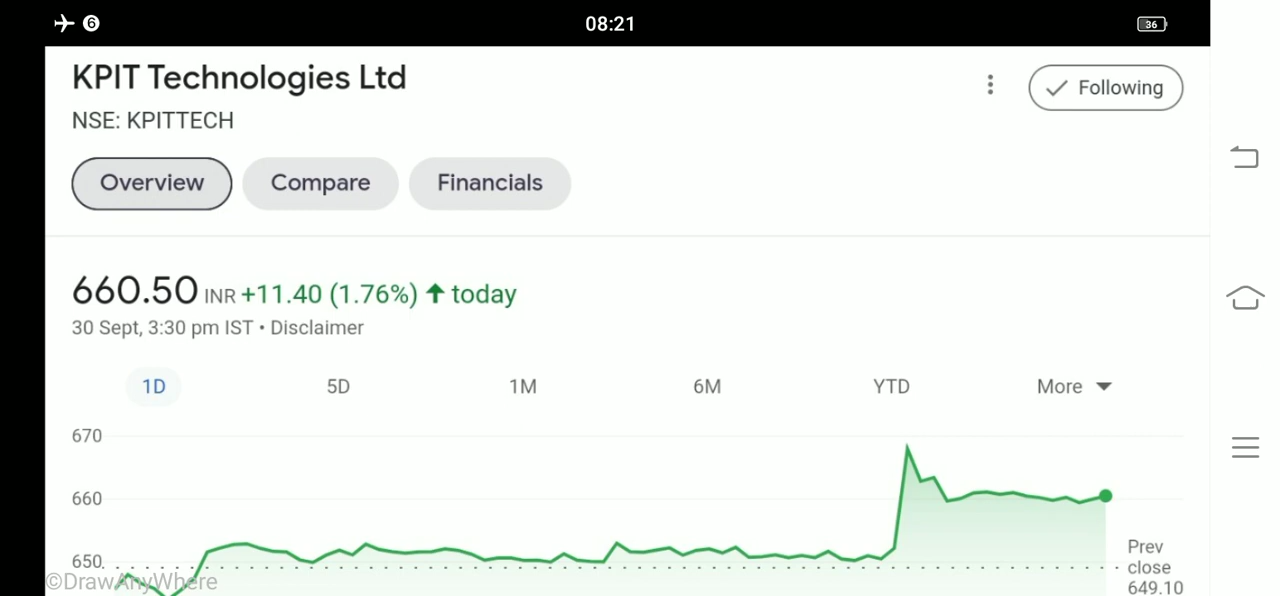 6 08:21 36
KPIT Technologies Ltd
Following
NSE: KPITTECH
Overview Compare Financials
660.50 INR +11.40 (1.76%) ↑ today
30 Sept, 3:30 pm IST • Disclaimer
1D 5D 1M 6M YTD More
670
660
650
Prev
close
649.10
©DrawAnyWhere